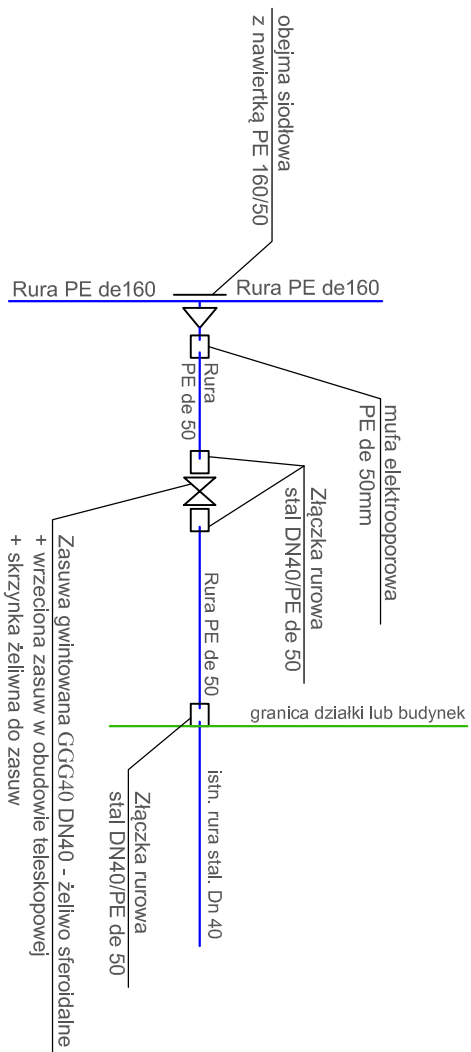 obejma siodłowa
z nawiertką PE 160/50
Rura PE de160
Rura PE de160
mufa elektrooporowa
PE de 50mm
Rura
PE de 50
Złączka rurowa
stal DN40/PE de 50
Zasuwa gwintowana GGG40 DN40 - żeliwo sferoidalne
+ wrzeciona zasuw w obudowie teleskopowej
+ skrzynka żeliwna do zasuw
Rura PE de 50
granica działki lub budynek
Złączka rurowa
stal DN40/PE de 50
istn. rura stal. Dn 40